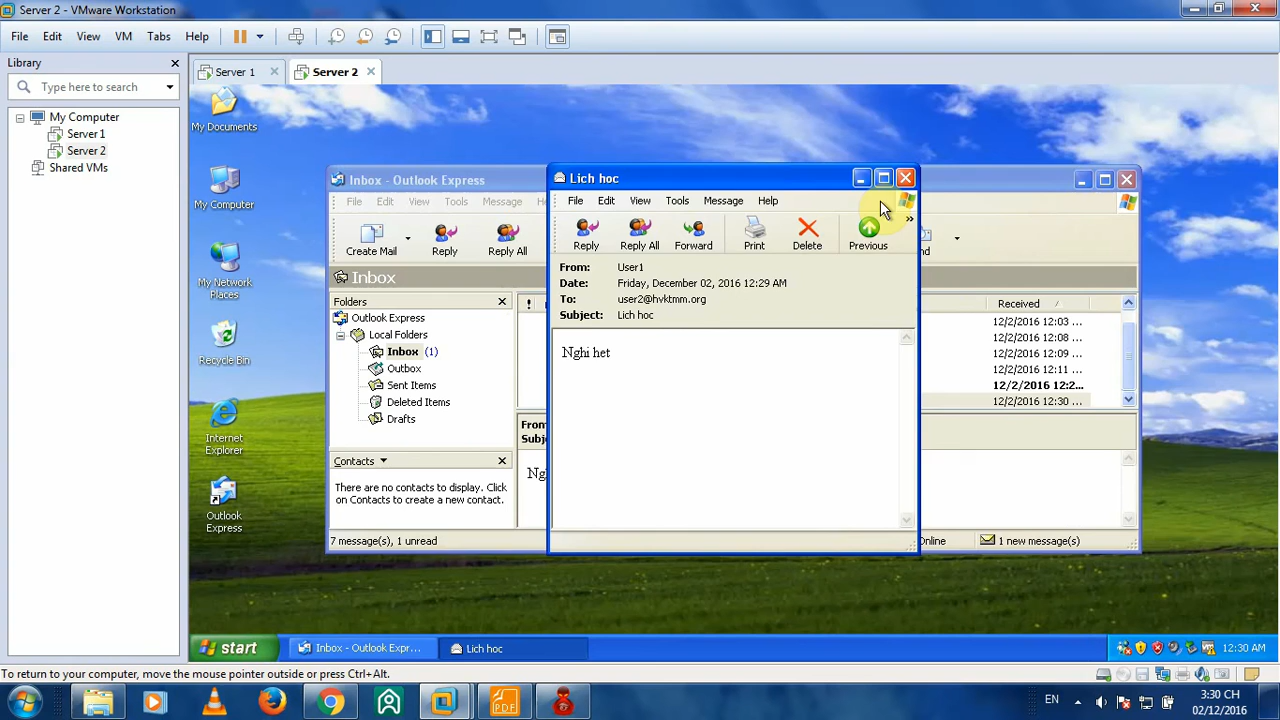 Server 2 - VMware Workstation
File Edit View VM Tabs Help
Library
Type here to search
My Computer
Server 1
Server 2
Shared VMs
Server 1
Server 2
My Documents
My Computer
My Network
Places
Recycle Bin
Internet
Explorer
Outlook
Express
Inbox - Outlook Express
File Edit View Tools Message
Create Mail Reply Reply All
Inbox
Folders
Outlook Express
Local Folders
Inbox (1)
Outbox
Sent Items
Deleted Items
Drafts
Contacts
There are no contacts to display. Click
on Contacts to create a new contact.
7 message(s), 1 unread
Received
12/2/2016 12:03 ...
12/2/2016 12:08 ...
12/2/2016 12:09 ...
12/2/2016 12:11 ...
12/2/2016 12:2...
12/2/2016 12:30 ...
1 new message(s)
Lich hoc
File Edit View Tools Message Help
Reply Reply All Forward Print Delete Previous
From: User1
Date: Friday, December 02, 2016 12:29 AM
To: user2@hvktmm.org
Subject: Lich hoc
Nghi het
start
Inbox - Outlook Expr...
Lich hoc
12:30 AM
To return to your computer, move the mouse pointer outside or press Ctrl+Alt.
EN
3:30 CH
02/12/2016